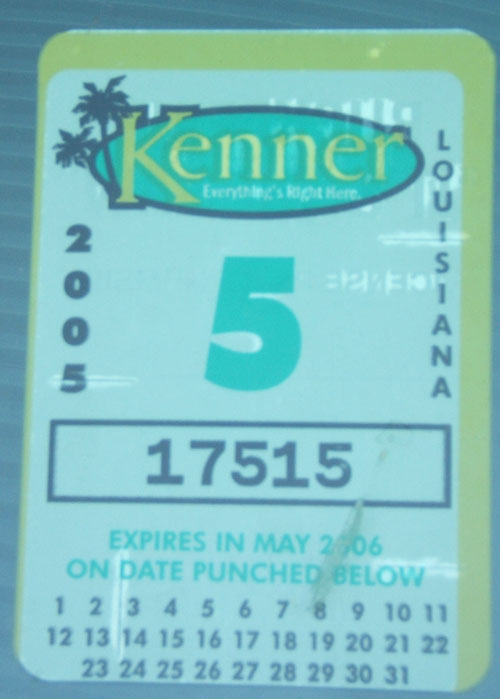 Kenner
Everything's Right Here.
LOUISIANA
2005
5
17515
EXPIRES IN MAY 2006
ON DATE PUNCHED BELOW
1 2 3 4 5 6 7 8 9 10 11
12 13 14 15 16 17 18 19 20 21 22
23 24 25 26 27 28 29 30 31